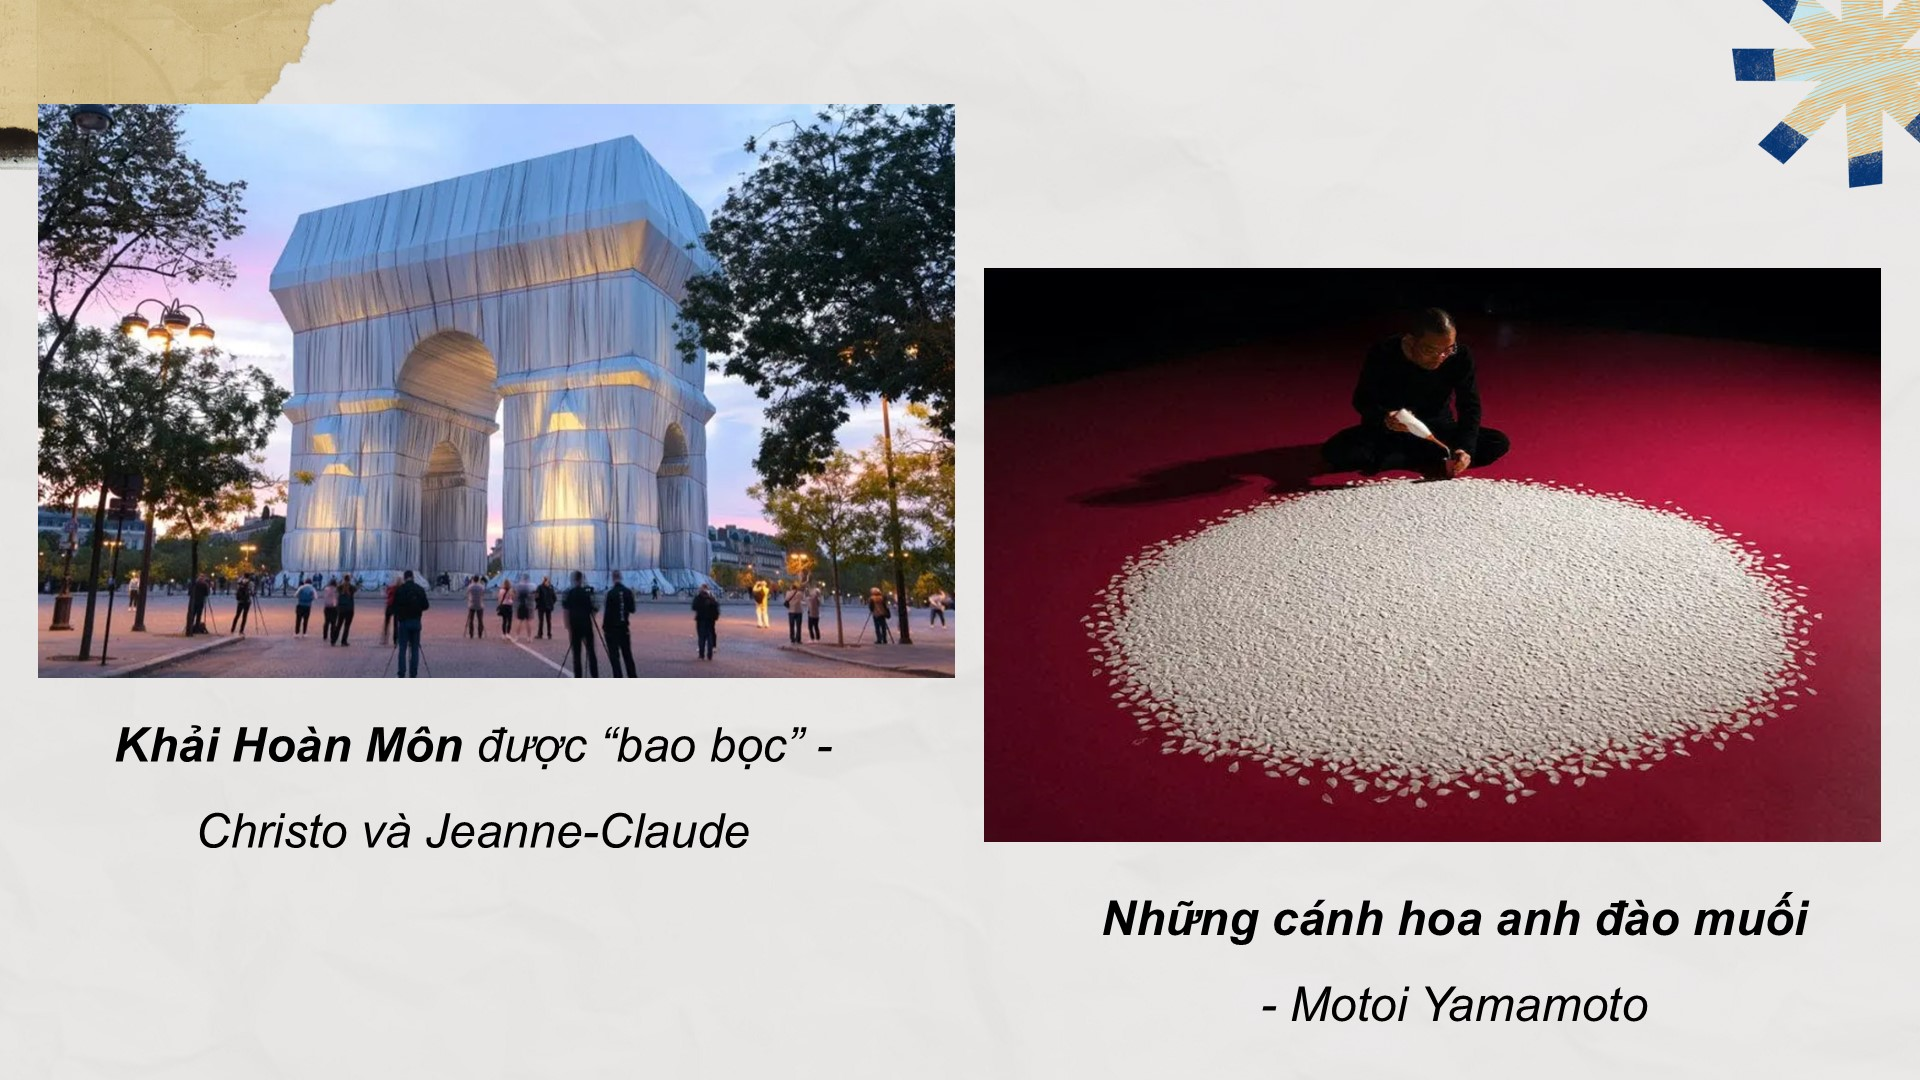 Khải Hoàn Môn được “bao bọc” -
Christo và Jeanne-Claude
Những cánh hoa anh đào muối
- Motoi Yamamoto